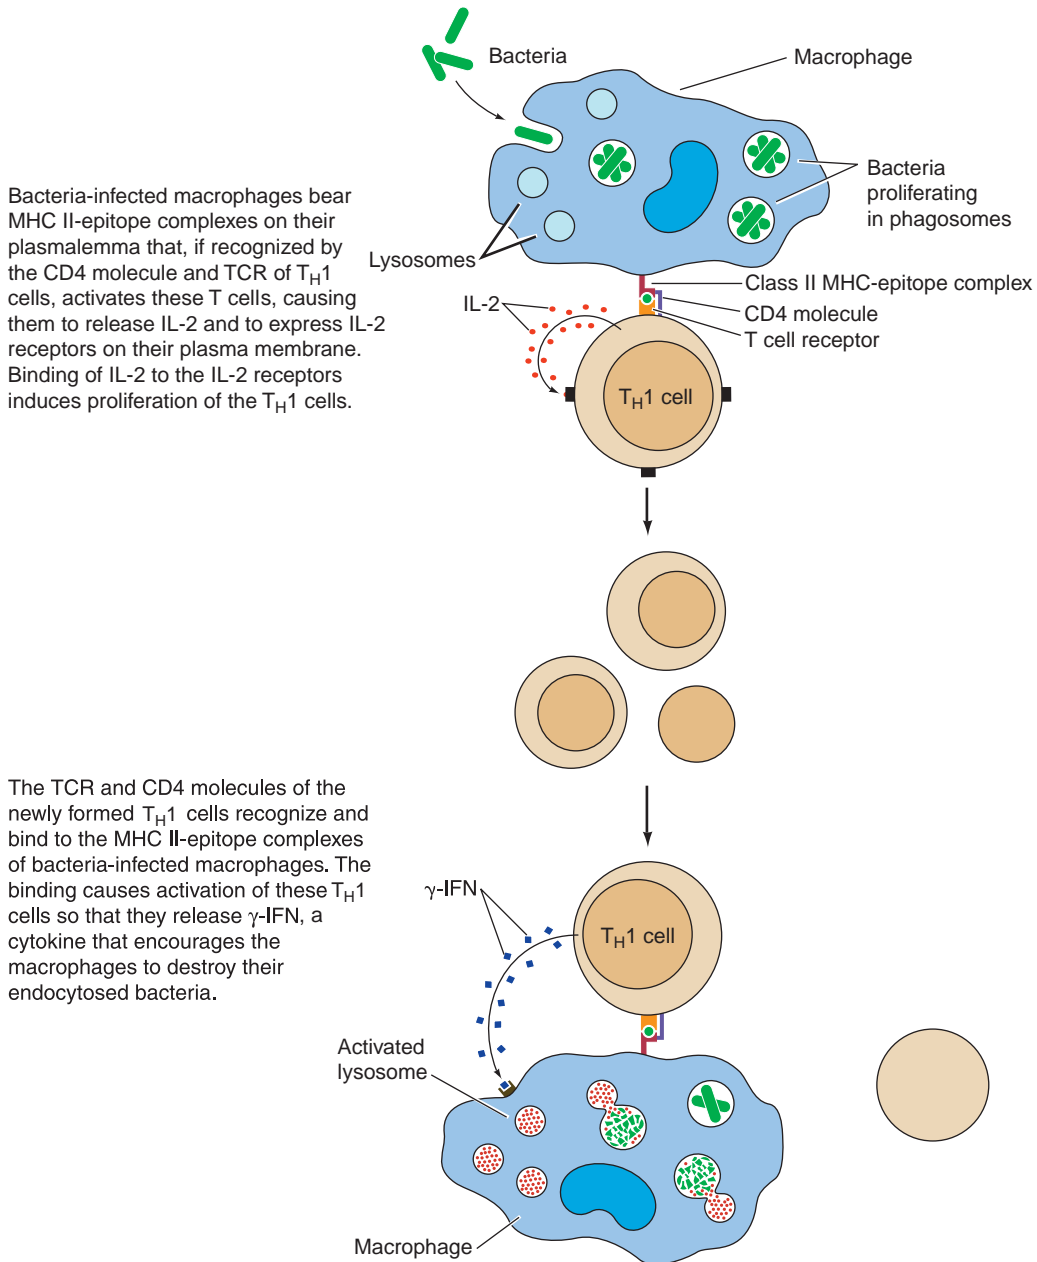 Bacteria
Macrophage
Bacteria
proliferating
in phagosomes
Bacteria-infected macrophages bear
MHC II-epitope complexes on their
plasmalemma that, if recognized by
the CD4 molecule and TCR of TH1
cells, activates these T cells, causing
them to release IL-2 and to express IL-2
receptors on their plasma membrane.
Binding of IL-2 to the IL-2 receptors
induces proliferation of the TH1 cells.
Lysosomes
Class II MHC-epitope complex
IL-2
CD4 molecule
T cell receptor
TH1 cell
The TCR and CD4 molecules of the
newly formed TH1 cells recognize and
bind to the MHC II-epitope complexes
of bacteria-infected macrophages. The
binding causes activation of these TH1
cells so that they release γ-IFN, a
cytokine that encourages the
macrophages to destroy their
endocytosed bacteria.
γ-IFN
TH1 cell
Activated
lysosome
Macrophage